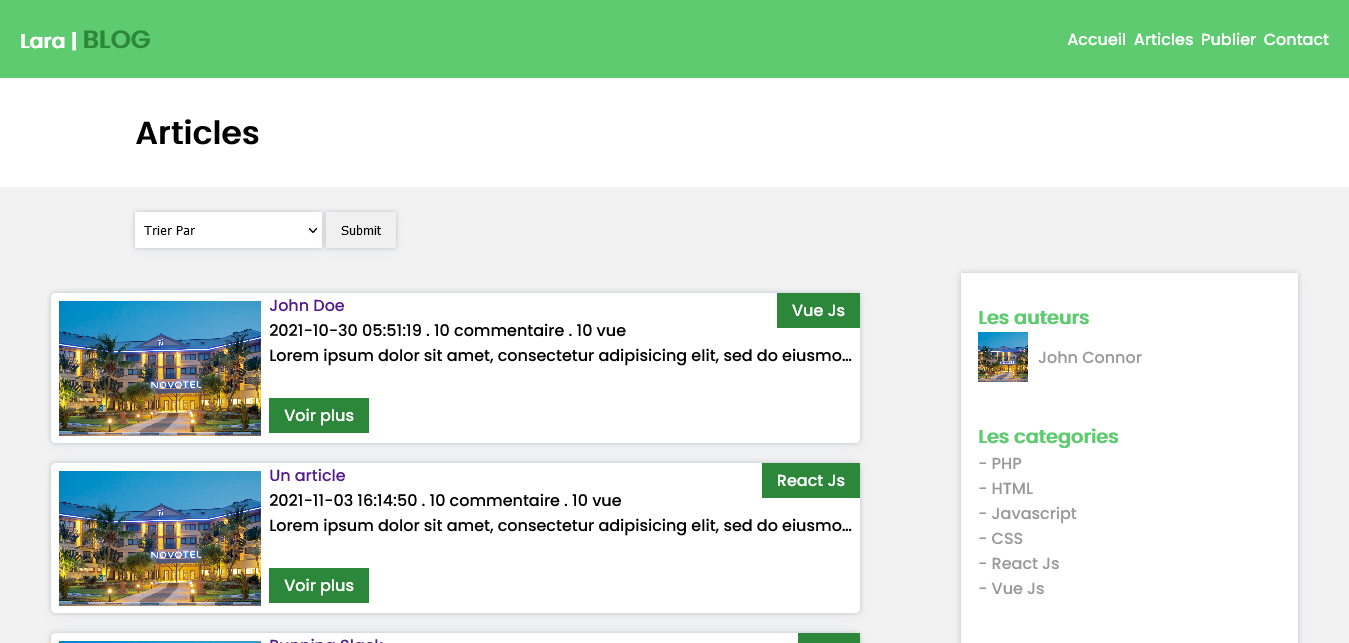 Lara | BLOG
Accueil Articles Publier Contact
Articles
Trier Par
Submit
John Doe
Vue Js
2021-10-30 05:51:19 . 10 commentaire . 10 vue
Lorem ipsum dolor sit amet, consectetur adipisicing elit, sed do eiusmo...
NOVOTEL
Voir plus
Un article
React Js
2021-11-03 16:14:50 . 10 commentaire . 10 vue
Lorem ipsum dolor sit amet, consectetur adipisicing elit, sed do eiusmo...
NOVOTEL
Voir plus
Les auteurs
John Connor
Les categories
- PHP
- HTML
- Javascript
- CSS
- React Js
- Vue Js